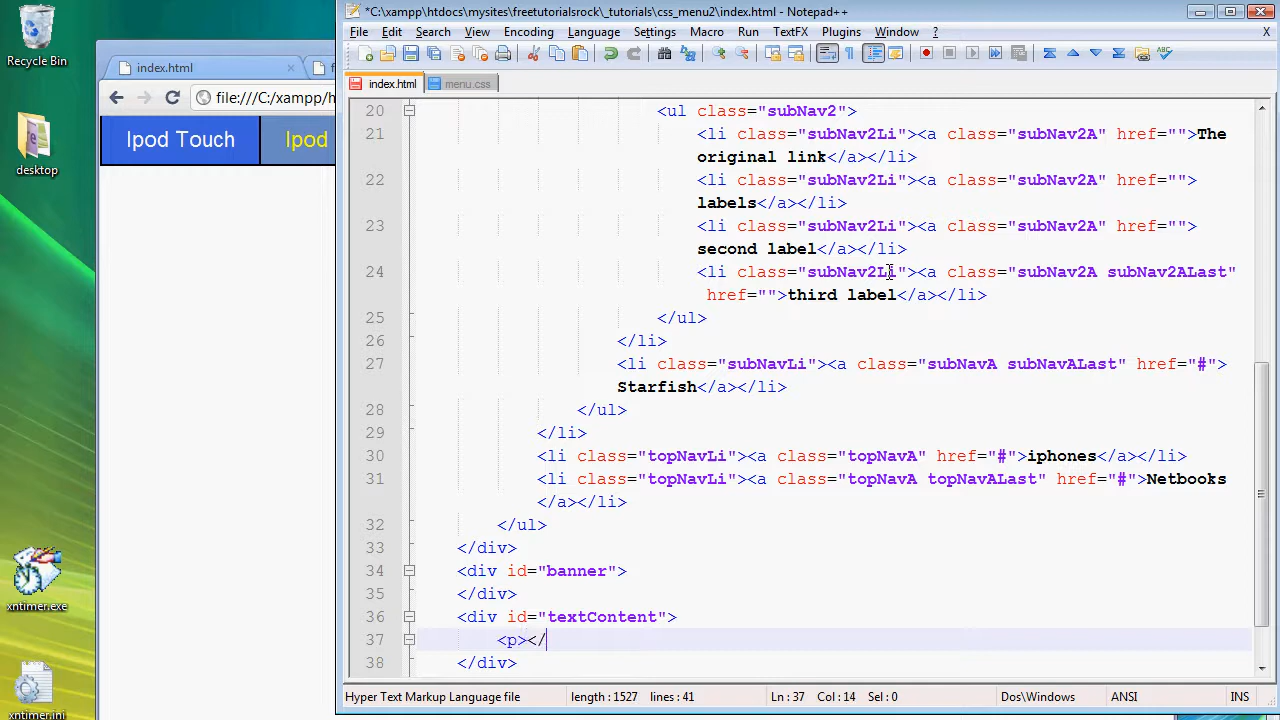 Recycle Bin
desktop
xntimer.exe
xntimer.ini
index.html
file:///C:/xampp/h
Ipod Touch
Ipod
*C:\xampp\htdocs\mysites\freetutorialsrock\_tutorials\css_menu2\index.html - Notepad++
File Edit Search View Encoding Language Settings Macro Run TextFX Plugins Window ? X
index.html menu.css
20 <ul class="subNav2">
21 <li class="subNav2Li"><a class="subNav2A" href="">The
original link</a></li>
22 <li class="subNav2Li"><a class="subNav2A" href="">
labels</a></li>
23 <li class="subNav2Li"><a class="subNav2A" href="">
second label</a></li>
24 <li class="subNav2Li"><a class="subNav2A subNav2ALast"
href="">third label</a></li>
25 </ul>
26 </li>
27 <li class="subNavLi"><a class="subNavA subNavALast" href="#">
Starfish</a></li>
28 </ul>
29 </li>
30 <li class="topNavLi"><a class="topNavA" href="#">iphones</a></li>
31 <li class="topNavLi"><a class="topNavA topNavALast" href="#">Netbooks
</a></li>
32 </ul>
33 </div>
34 <div id="banner">
35 </div>
36 <div id="textContent">
37 <p></
38 </div>
Hyper Text Markup Language file length : 1527 lines : 41 Ln : 37 Col : 14 Sel : 0 Dos\Windows ANSI INS